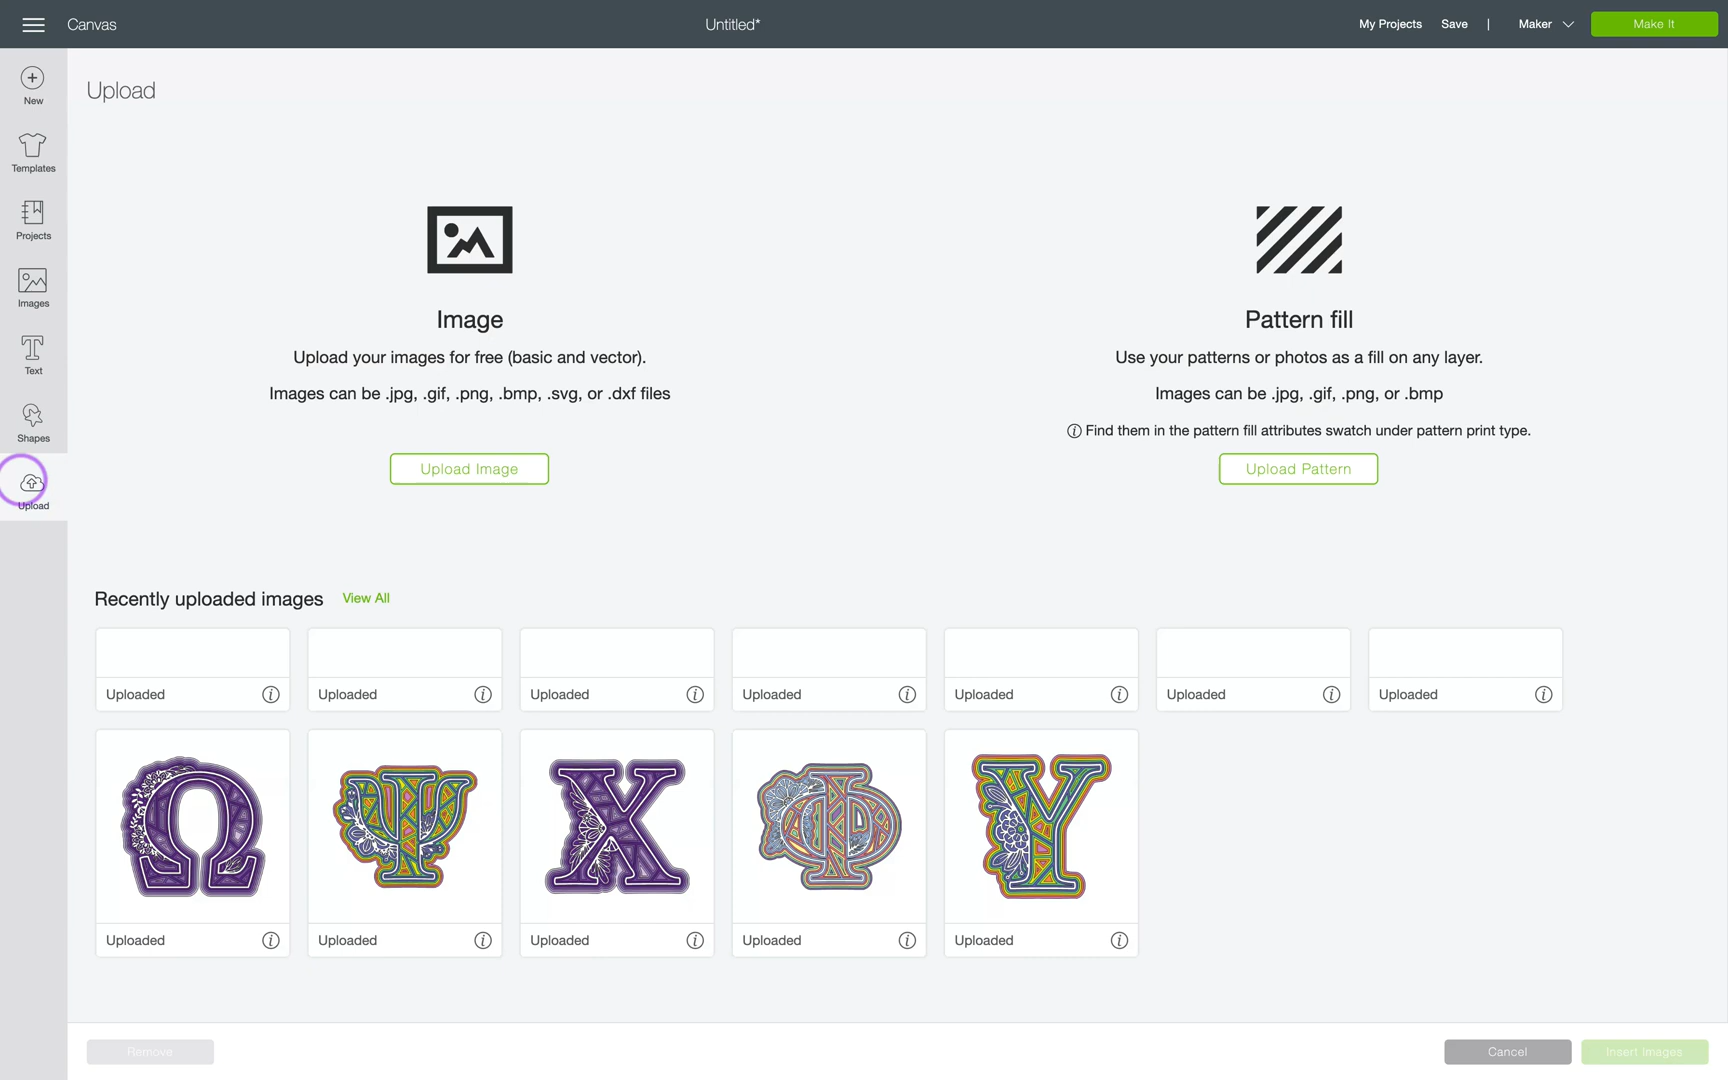 Canvas
Untitled*
My Projects Save | Maker Make It
New
Templates
Projects
Images
Text
Shapes
Upload
Upload
Image
Upload your images for free (basic and vector).
Images can be .jpg, .gif, .png, .bmp, .svg, or .dxf files
Upload Image
Pattern fill
Use your patterns or photos as a fill on any layer.
Images can be .jpg, .gif, .png, or .bmp
Find them in the pattern fill attributes swatch under pattern print type.
Upload Pattern
Recently uploaded images View All
Uploaded Uploaded Uploaded Uploaded Uploaded Uploaded Uploaded
Ω Ψ X Φ Y
Uploaded Uploaded Uploaded Uploaded Uploaded
Remove Cancel Insert Images